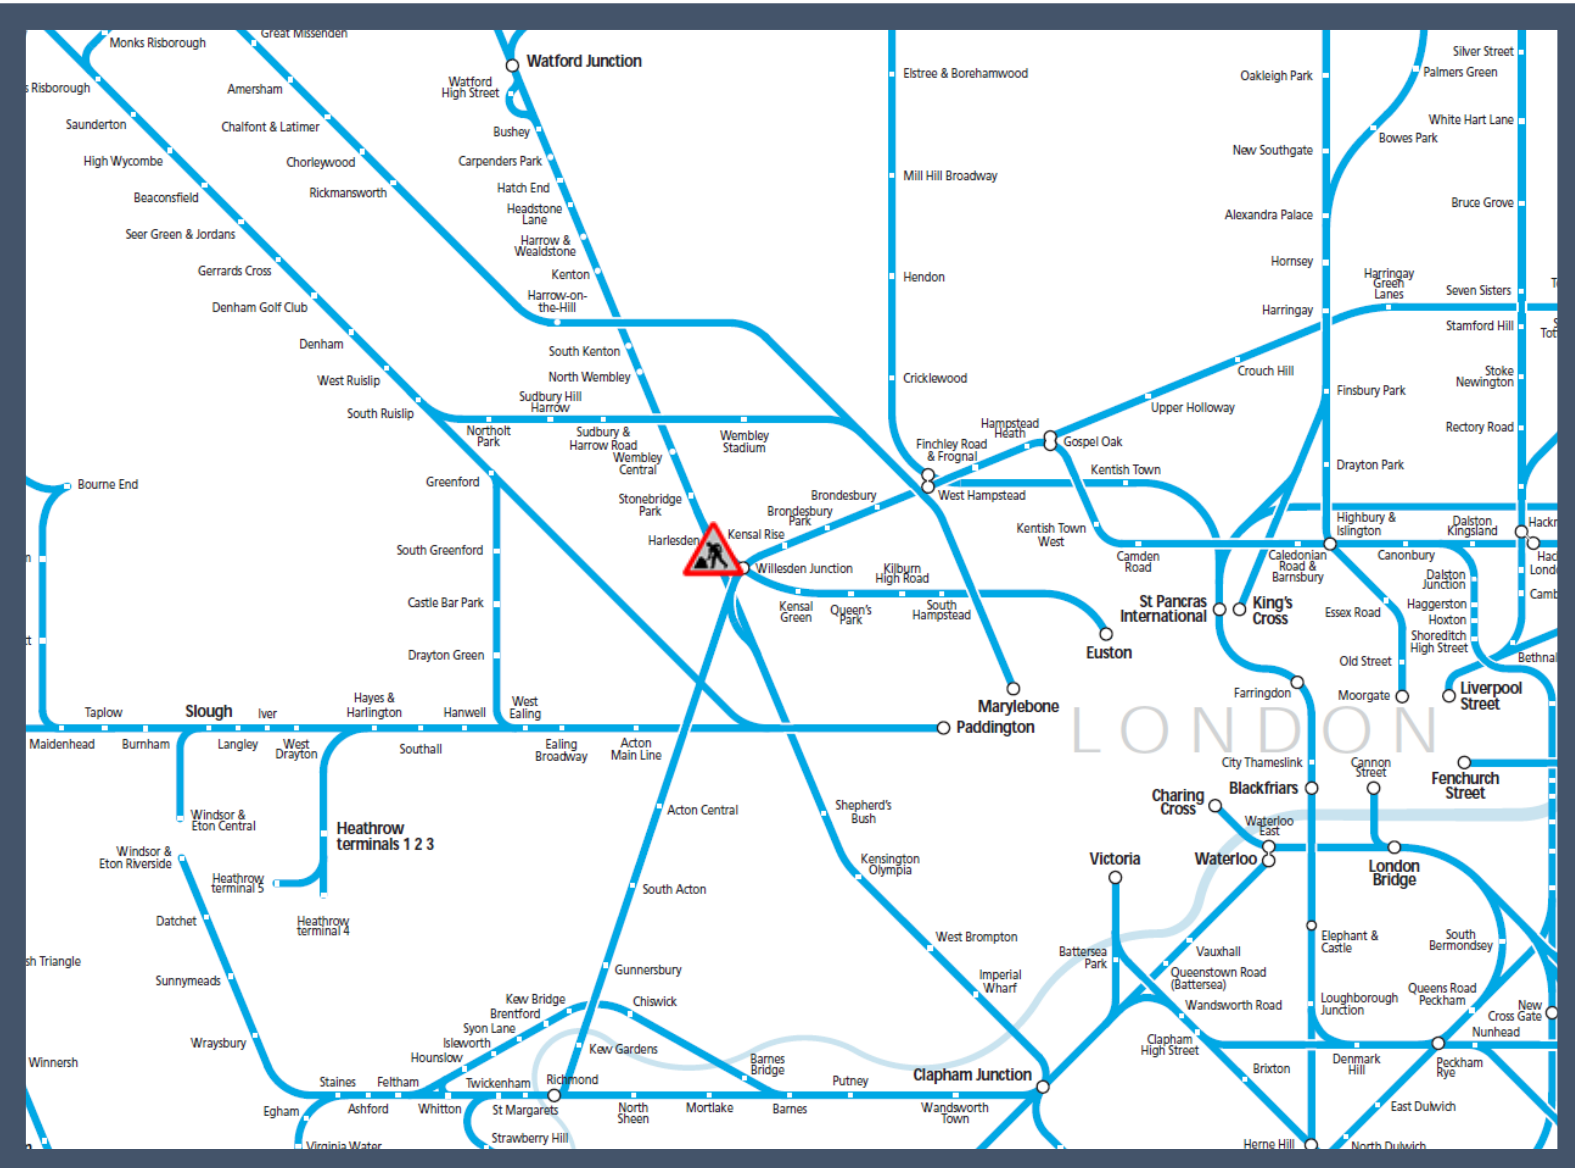 Monks Risborough
Great Missenden
Watford Junction
Silver Street
Elstree & Borehamwood
Oakleigh Park
Palmers Green
Risborough
Watford
High Street
Amersham
Saunterton
Chalfont & Latimer
Bushey
White Hart Lane
Bowes Park
High Wycombe
Chorleywood
Carpenders Park
New Southgate
Beaconsfield
Rickmansworth
Hatch End
Mill Hill Broadway
Headstone
Lane
Alexandra Palace
Bruce Grove
Seer Green & Jordans
Harrow &
Wealdstone
Gerrards Cross
Kenton
Hendon
Hornsey
Harringay
Green
Lanes
Seven Sisters
Denham Golf Club
Harrow-on-
the-Hill
Harringay
Stamford Hill
Tot
Denham
South Kenton
West Ruislip
North Wembley
Cricklewood
Crouch Hill
Stoke
Newington
Finsbury Park
South Ruislip
Sudbury Hill
Harrow
Upper Holloway
Northolt
Park
Sudbury &
Harrow Road
Wembley
Stadium
Hampstead
Heath
Gospel Oak
Rectory Road
Wembley
Central
Finchley Road
& Frognal
Kentish Town
Drayton Park
Greenford
Bourne End
Stonebridge
Park
Brondesbury
West Hampstead
Brondesbury
Park
Kentish Town
West
Highbury &
Islington
Dalston
Kingsland
Hackn
Harlesden
Kensal Rise
South Greenford
Willesden Junction
Kilburn
High Road
Camden
Road
Caledonian
Road &
Barnsbury
Canonbury
Hac
Lond
Dalston
Junction
Camb
Castle Bar Park
Kensal
Green
Queen's
Park
South
Hampstead
St Pancras
International
King's
Cross
Essex Road
Haggerston
Hoxton
Shoreditch
High Street
Drayton Green
Euston
Old Street
Bethnal
Farringdon
Moorgate
Liverpool
Street
Marylebone
Paddington
LONDON
Taplow
Slough
Iver
Hayes &
Harlington
Hanwell
West
Ealing
Maidenhead
Burnham
Langley
West
Drayton
Southall
Ealing
Broadway
Acton
Main Line
City Thameslink
Cannon
Street
Fenchurch
Street
Charing
Cross
Blackfriars
Windsor &
Eton Central
Acton Central
Shepherd's
Bush
Heathrow
terminals 1 2 3
Waterloo
East
Windsor &
Eton Riverside
Kensington
Olympia
Victoria
Waterloo
London
Bridge
Heathrow
terminal 5
South Acton
Datchet
Heathrow
terminal 4
West Brompton
Battersea
Park
Vauxhall
Elephant &
Castle
South
Bermondsey
sh Triangle
Sunnymeads
Gunnersbury
Imperial
Wharf
Queenstown Road
(Battersea)
Kew Bridge
Chiswick
Wandsworth Road
Loughborough
Junction
Queens Road
Peckham
New
Cross Gate
Brentford
Syon Lane
Isleworth
Hounslow
Wraysbury
Kew Gardens
Clapham
High Street
Nunhead
Winnersh
Barnes
Bridge
Brixton
Denmark
Hill
Peckham
Rye
Staines
Feltham
Twickenham
Richmond
Putney
Clapham Junction
Egham
Ashford
Whitton
St Margarets
North
Sheen
Mortlake
Barnes
Wandsworth
Town
East Dulwich
Virginia Water
Strawberry Hill
Herne Hill
North Dulwich